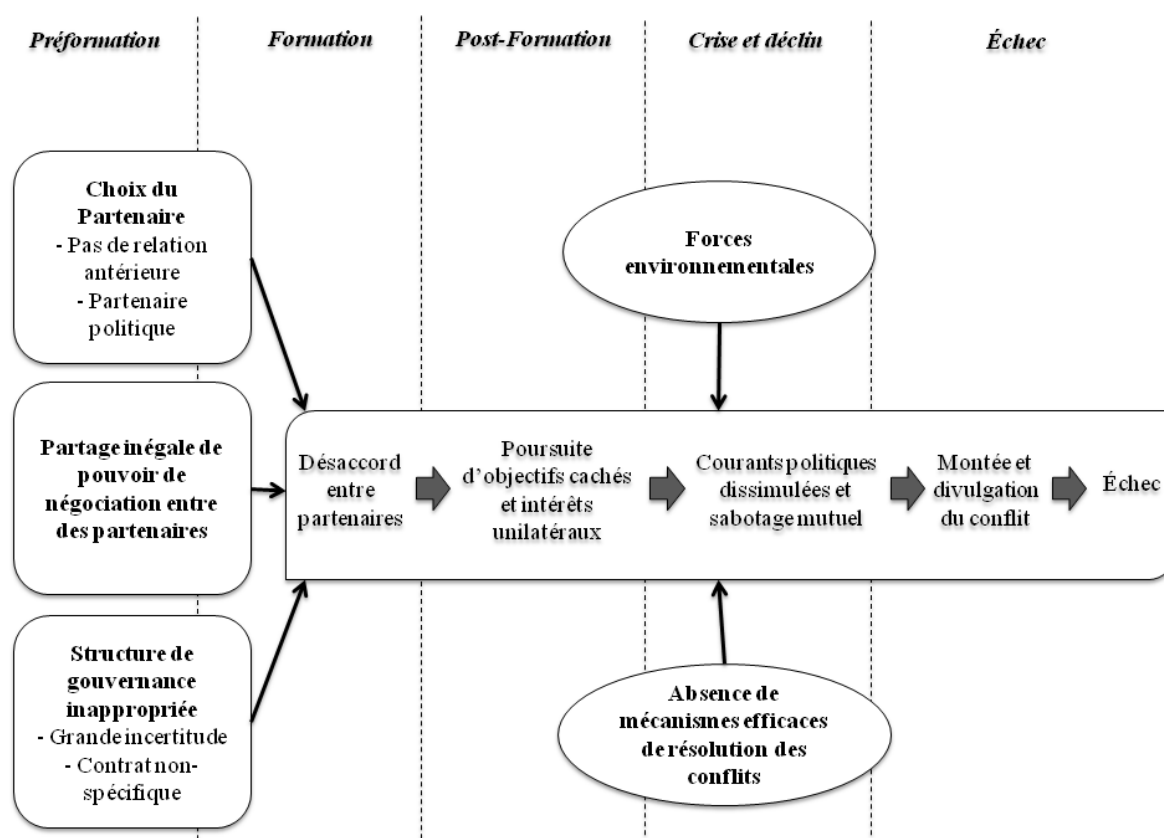 Préformation
Formation
Post-Formation
Crise et déclin
Échec
Choix du
Partenaire
- Pas de relation
antérieure
- Partenaire
politique
Forces
environnementales
Partage inégale de
pouvoir de
négociation entre
des partenaires
Désaccord
entre
partenaires
Poursuite
d’objectifs cachés
et intérêts
unilatéraux
Courants politiques
dissimulées et
sabotage mutuel
Montée et
divulgation
du conflit
Échec
Structure de
gouvernance
inappropriée
- Grande incertitude
- Contrat non-
spécifique
Absence de
mécanismes efficaces
de résolution des
conflits